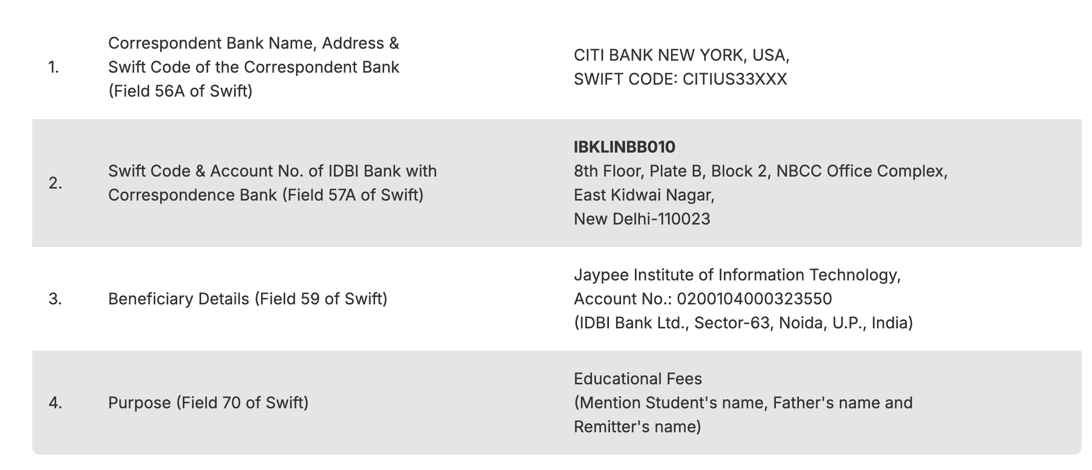 1.
Correspondent Bank Name, Address &
Swift Code of the Correspondent Bank
(Field 56A of Swift)
CITI BANK NEW YORK, USA,
SWIFT CODE: CITIUS33XXX
2.
Swift Code & Account No. of IDBI Bank with
Correspondence Bank (Field 57A of Swift)
IBKLINBB010
8th Floor, Plate B, Block 2, NBCC Office Complex,
East Kidwai Nagar,
New Delhi-110023
3.
Beneficiary Details (Field 59 of Swift)
Jaypee Institute of Information Technology,
Account No.: 0200104000323550
(IDBI Bank Ltd., Sector-63, Noida, U.P., India)
4.
Purpose (Field 70 of Swift)
Educational Fees
(Mention Student's name, Father's name and
Remitter's name)